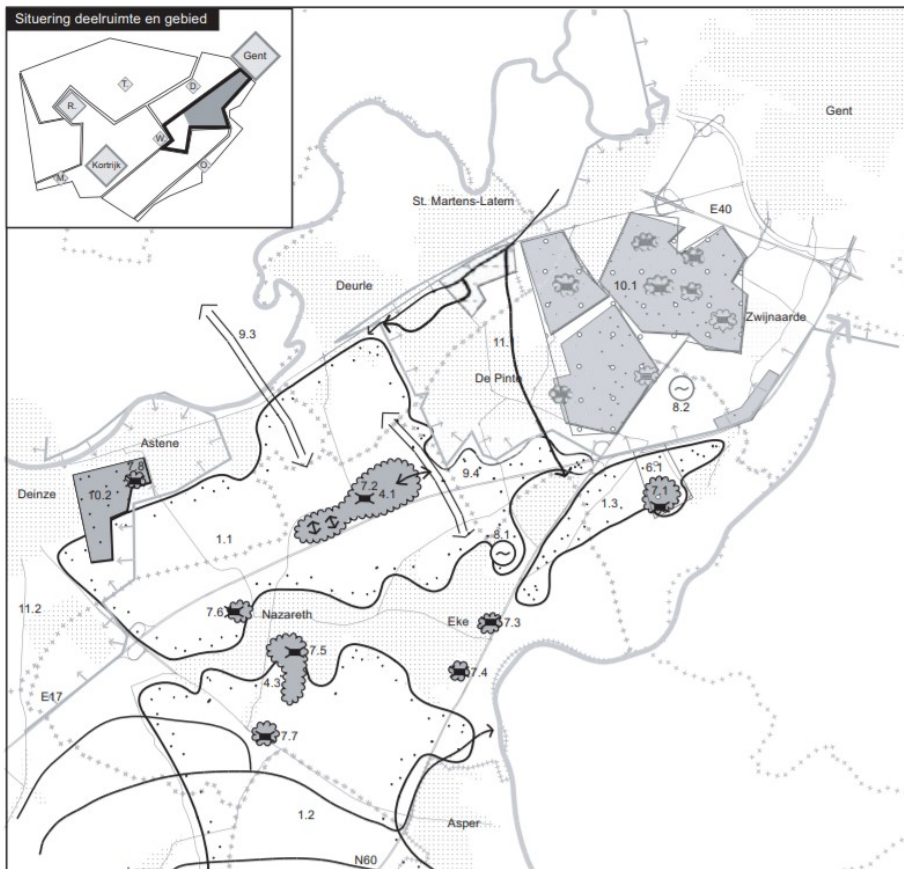 Situering deelruimte en gebied
Gent
T.
D.
R.
W.
Kortrijk
M.
O.
Gent
St. Martens-Latem
E40
Deurle
10.1
9.3
Zwijnaarde
11.
De Pinte
8.2
Astene
7.8
9.4
6.1
Deinze
10.2
7.2
4.1
7.1
1.3
1.1
8.1
11.2
7.6
Nazareth
Eke
7.3
7.5
7.4
4.3
E17
7.7
1.2
Asper
N60